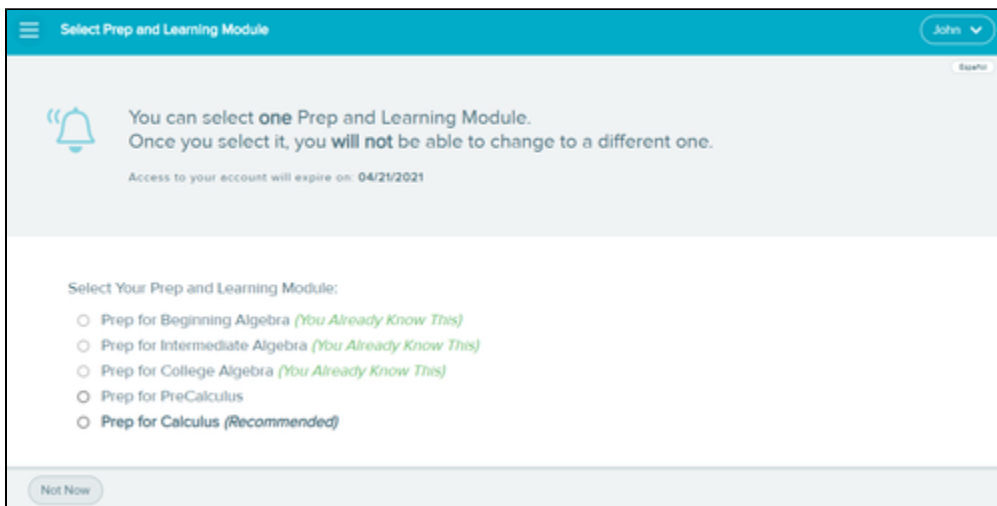 Select Prep and Learning Module
John
Español
You can select one Prep and Learning Module.
Once you select it, you will not be able to change to a different one.
Access to your account will expire on: 04/21/2021
Select Your Prep and Learning Module:
Prep for Beginning Algebra (You Already Know This)
Prep for Intermediate Algebra (You Already Know This)
Prep for College Algebra (You Already Know This)
Prep for PreCalculus
Prep for Calculus (Recommended)
Not Now